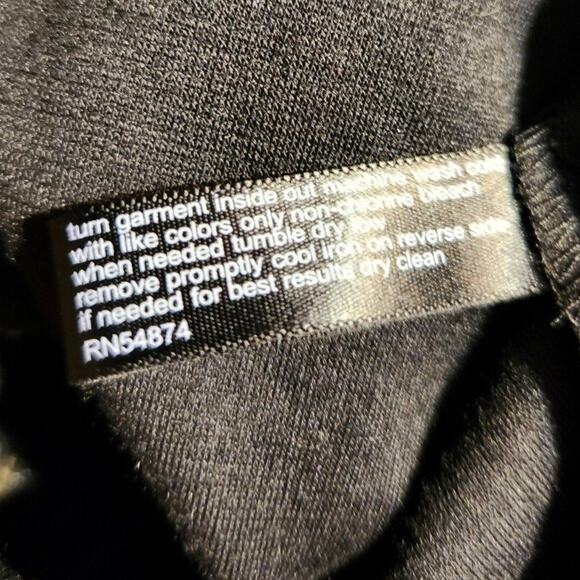 turn garment inside out machine wash cold
with like colors only non-chlorine bleach
when needed tumble dry low
remove promptly cool iron on reverse side
if needed for best results dry clean
RN54874